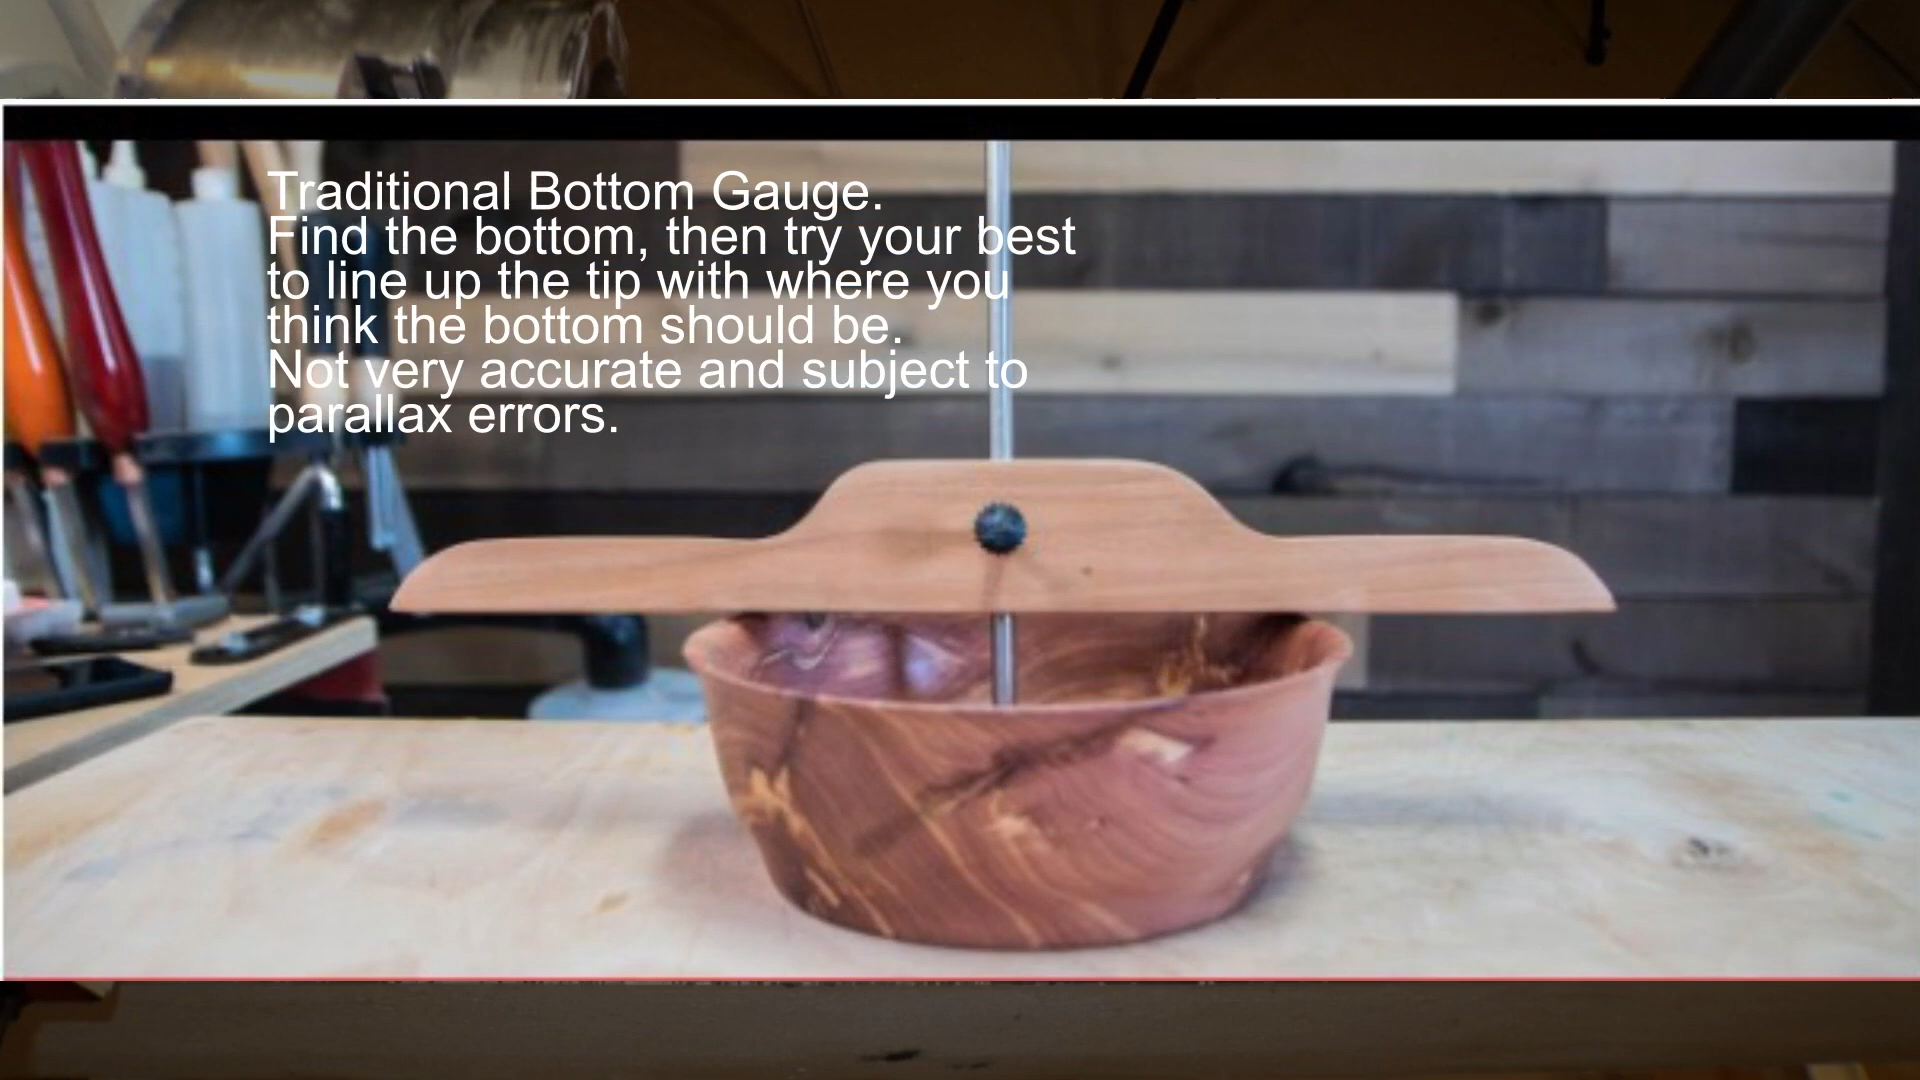 Traditional Bottom Gauge.
Find the bottom, then try your best
to line up the tip with where you
think the bottom should be.
Not very accurate and subject to
parallax errors.